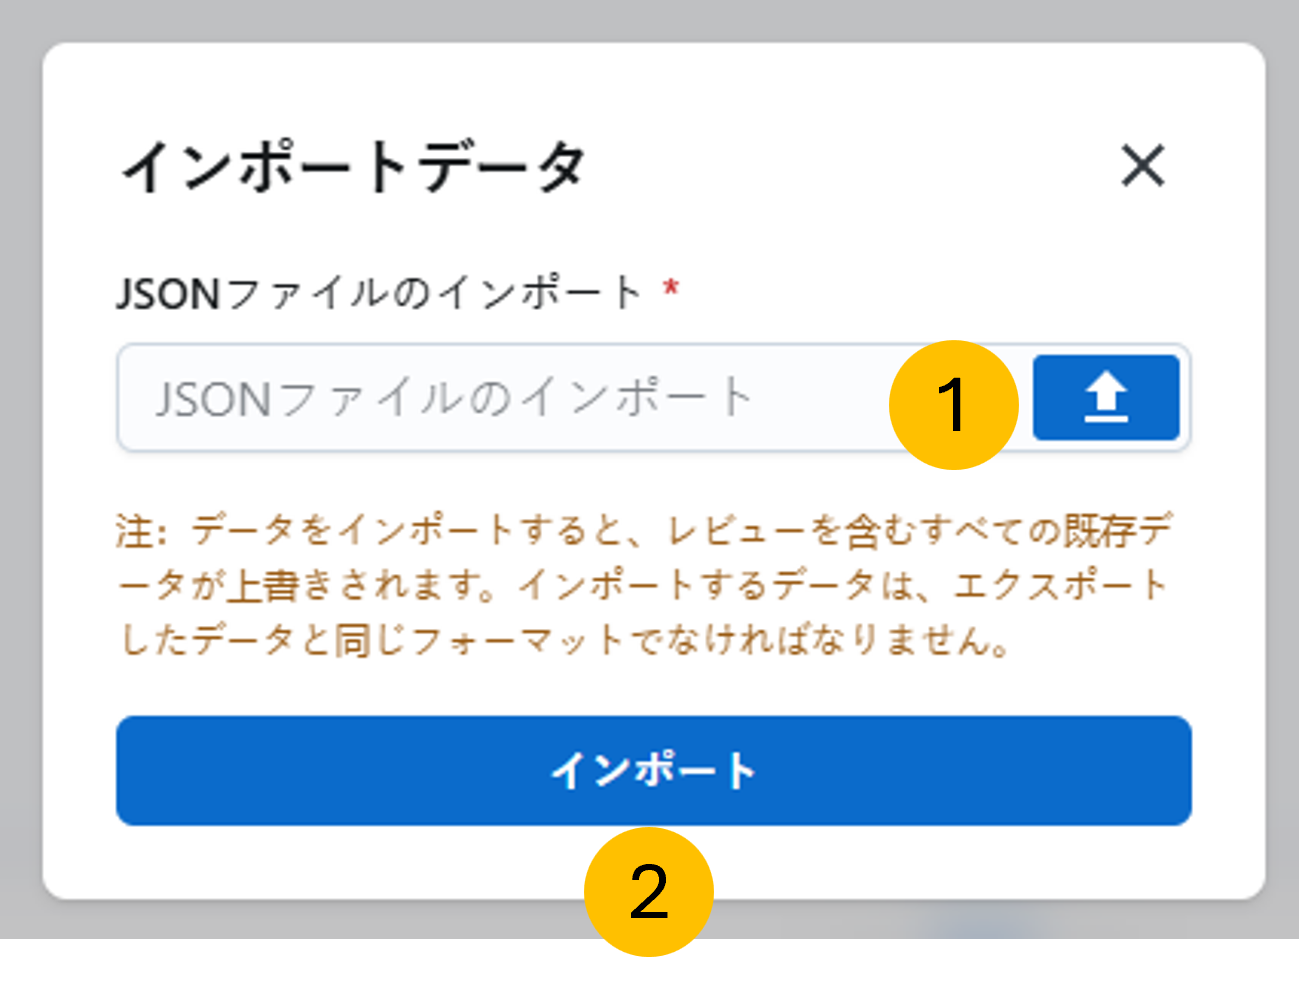 インポートデータ
JSONファイルのインポート *
JSONファイルのインポート
1
注：データをインポートすると、レビューを含むすべての既存デ
ータが上書きされます。インポートするデータは、エクスポート
したデータと同じフォーマットでなければなりません。
インポート
2